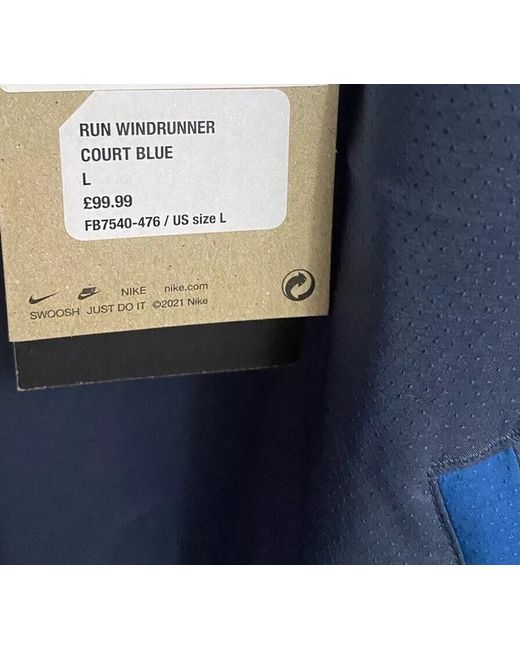 RUN WINDRUNNER
COURT BLUE
L
£99.99
FB7540-476 / US size L
NIKE nike.com
SWOOSH JUST DO IT ©2021 Nike